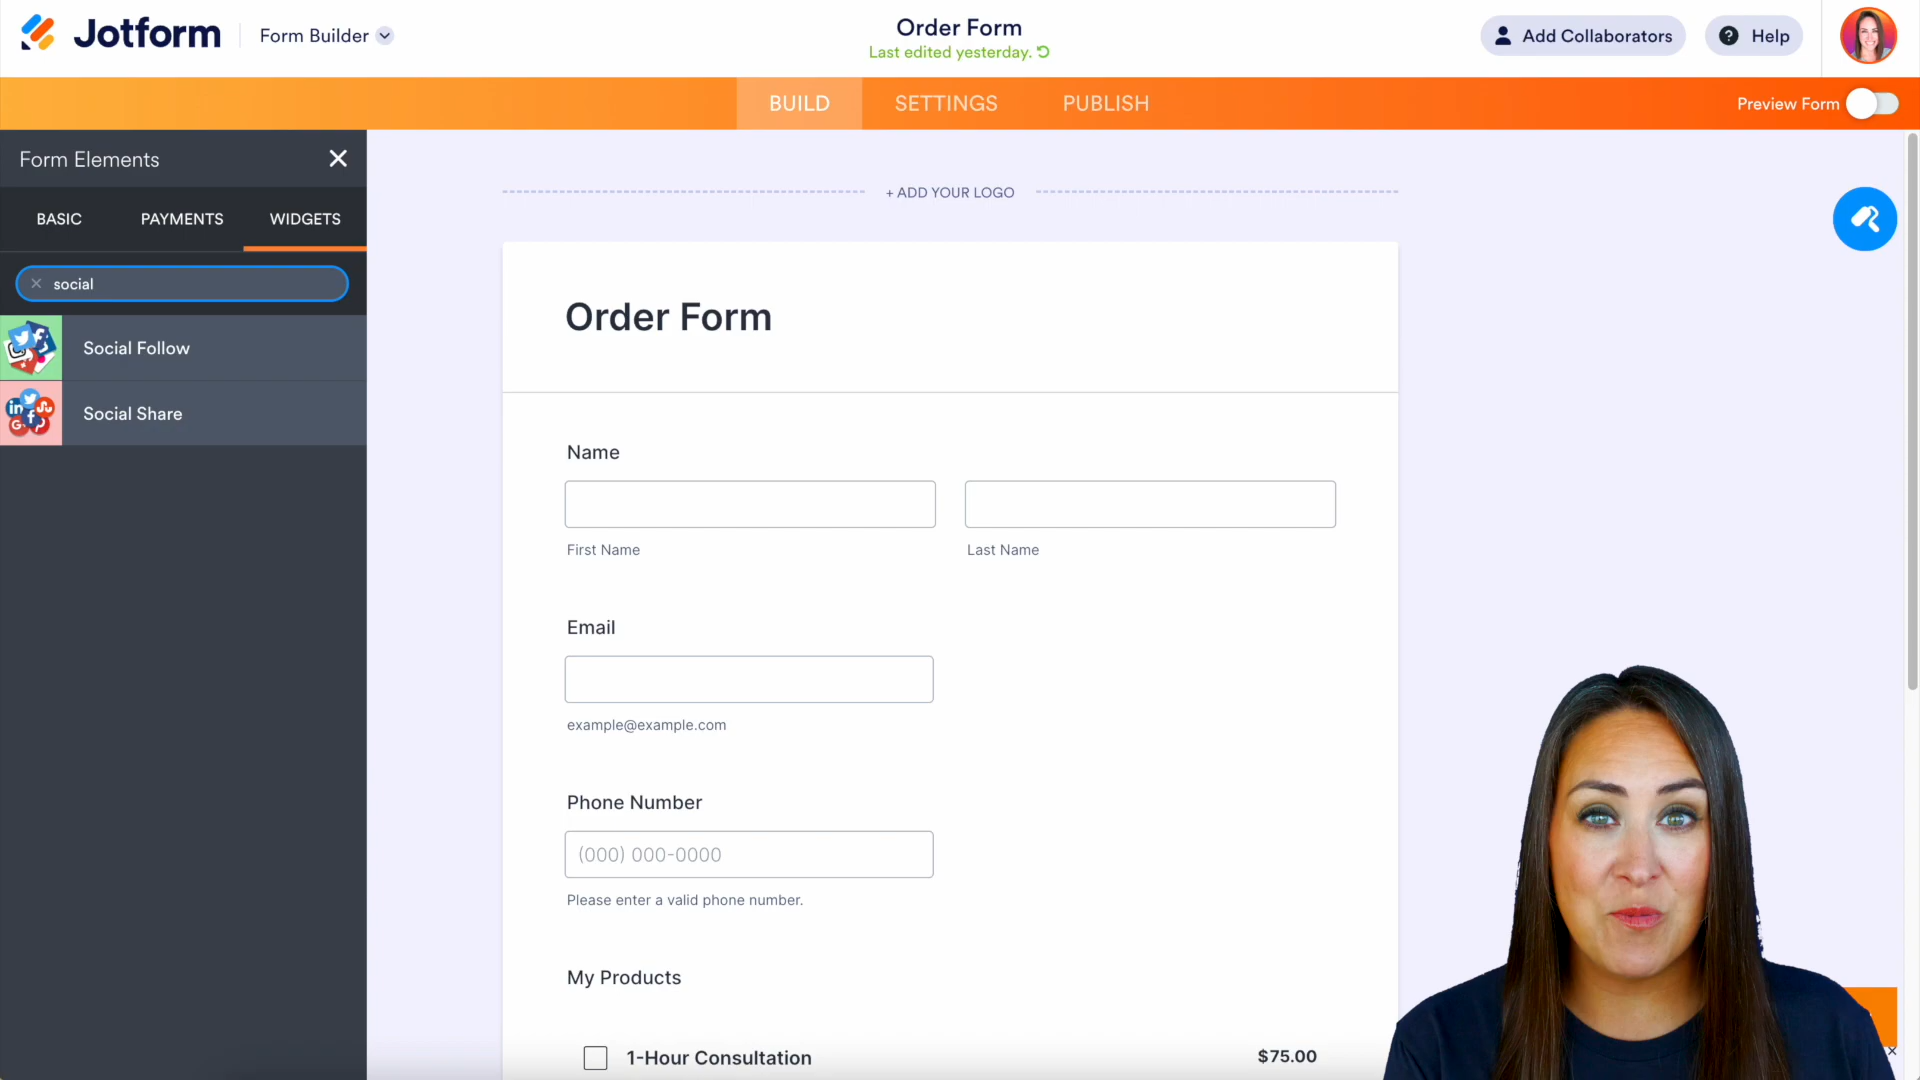 Jotform
Form Builder
Order Form
Last edited yesterday.
Add Collaborators
Help
BUILD
SETTINGS
PUBLISH
Preview Form
Form Elements
BASIC
PAYMENTS
WIDGETS
social
Social Follow
Social Share
+ ADD YOUR LOGO
Order Form
Name
First Name
Last Name
Email
example@example.com
Phone Number
(000) 000-0000
Please enter a valid phone number.
My Products
1-Hour Consultation
$75.00